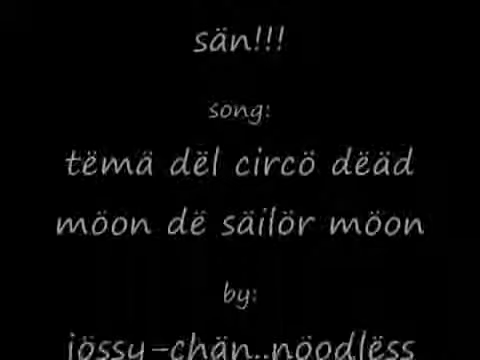 sän!!!
song:
tëmä dël circö dëäd
möon dë säilör möon
by:
jössy-chän..nöodlëss